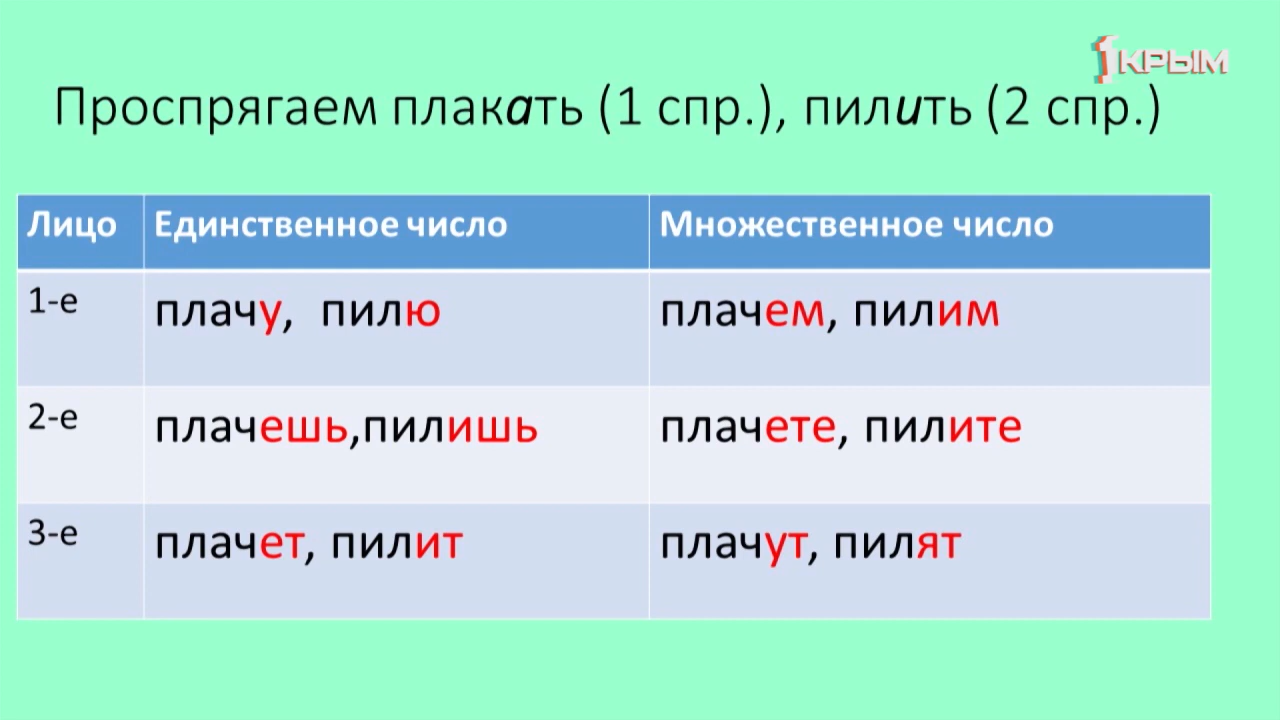 1КРЫМ
Проспрягаем плакать (1 спр.), пилить (2 спр.)
Лицо Единственное число Множественное число
1-е плачу, пилю плачем, пилим
2-е плачешь,пилишь плачете, пилите
3-е плачет, пилит плачут, пилят